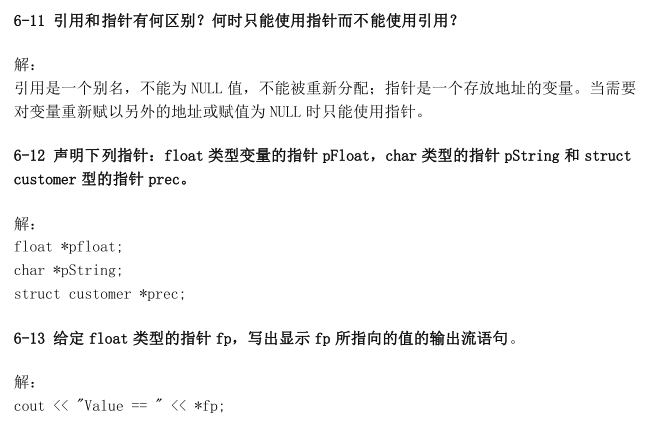 6-11 引用和指针有何区别？何时只能使用指针而不能使用引用？
解：
引用是一个别名，不能为 NULL 值，不能被重新分配；指针是一个存放地址的变量。当需要
对变量重新赋以另外的地址或赋值为 NULL 时只能使用指针。
6-12 声明下列指针：float 类型变量的指针 pFloat，char 类型的指针 pString 和 struct
customer 型的指针 prec。
解：
float *pfloat;
char *pString;
struct customer *prec;
6-13 给定 float 类型的指针 fp，写出显示 fp 所指向的值的输出流语句。
解：
cout << "Value == " << *fp;